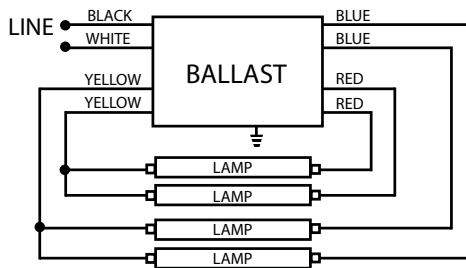 LINE BLACK BLUE
WHITE BLUE
BALLAST
YELLOW RED
YELLOW RED
LAMP
LAMP
LAMP
LAMP